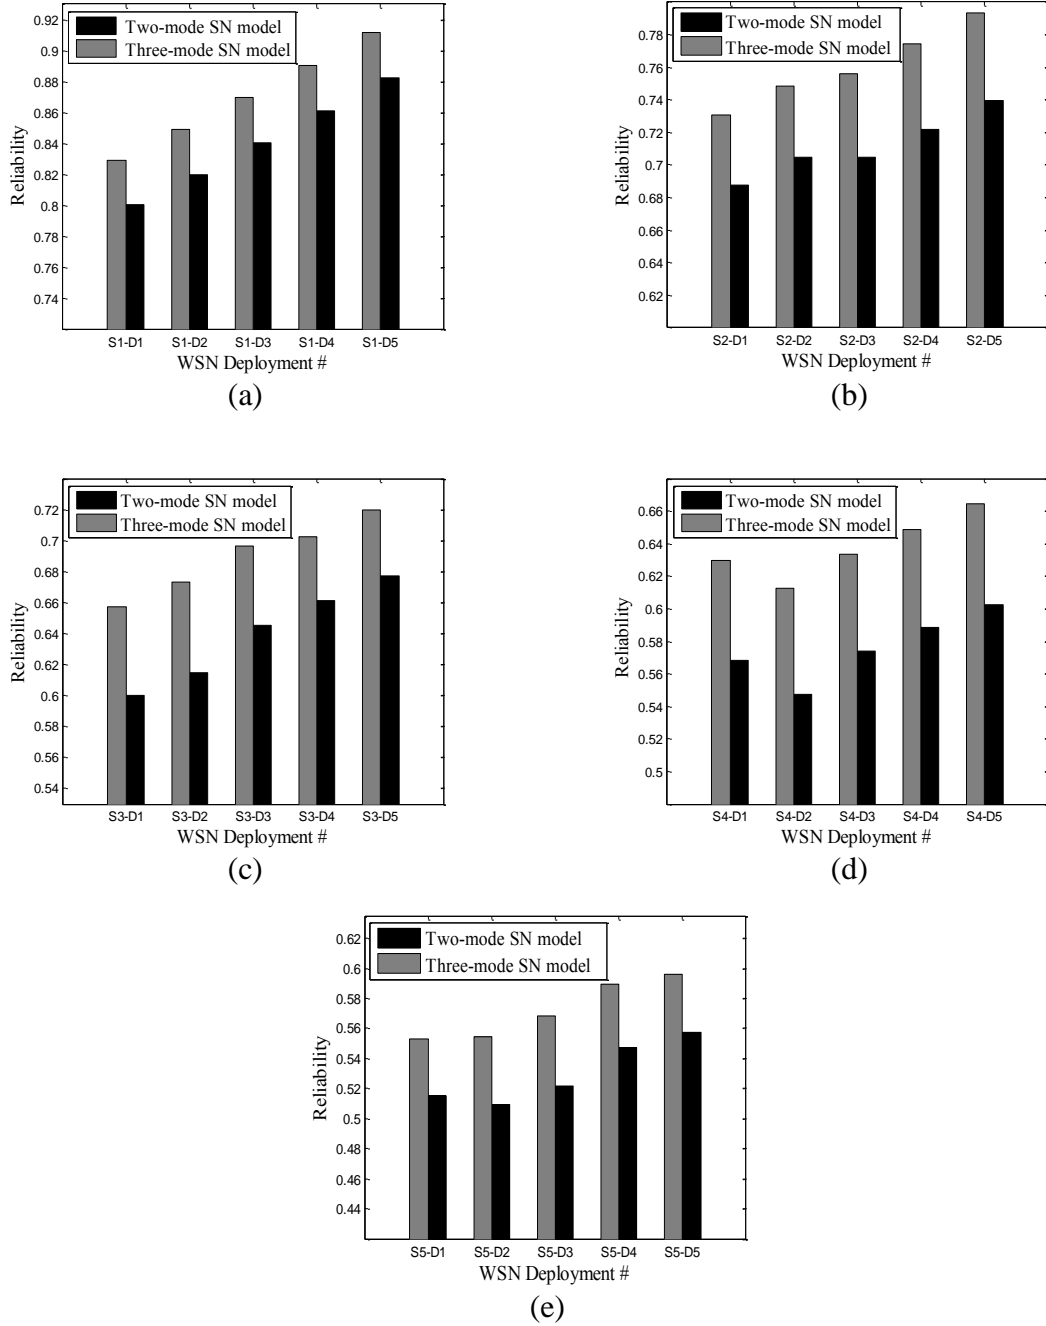 Two-mode SN model
Three-mode SN model
0.92
0.9
0.88
0.86
0.84
0.82
0.8
0.78
0.76
0.74
Reliability
S1-D1 S1-D2 S1-D3 S1-D4 S1-D5
WSN Deployment #
(a)
Two-mode SN model
Three-mode SN model
0.78
0.76
0.74
0.72
0.7
0.68
0.66
0.64
0.62
Reliability
S2-D1 S2-D2 S2-D3 S2-D4 S2-D5
WSN Deployment #
(b)
Two-mode SN model
Three-mode SN model
0.72
0.7
0.68
0.66
0.64
0.62
0.6
0.58
0.56
0.54
Reliability
S3-D1 S3-D2 S3-D3 S3-D4 S3-D5
WSN Deployment #
(c)
Two-mode SN model
Three-mode SN model
0.66
0.64
0.62
0.6
0.58
0.56
0.54
0.52
0.5
Reliability
S4-D1 S4-D2 S4-D3 S4-D4 S4-D5
WSN Deployment #
(d)
Two-mode SN model
Three-mode SN model
0.62
0.6
0.58
0.56
0.54
0.52
0.5
0.48
0.46
0.44
Reliability
S5-D1 S5-D2 S5-D3 S5-D4 S5-D5
WSN Deployment #
(e)